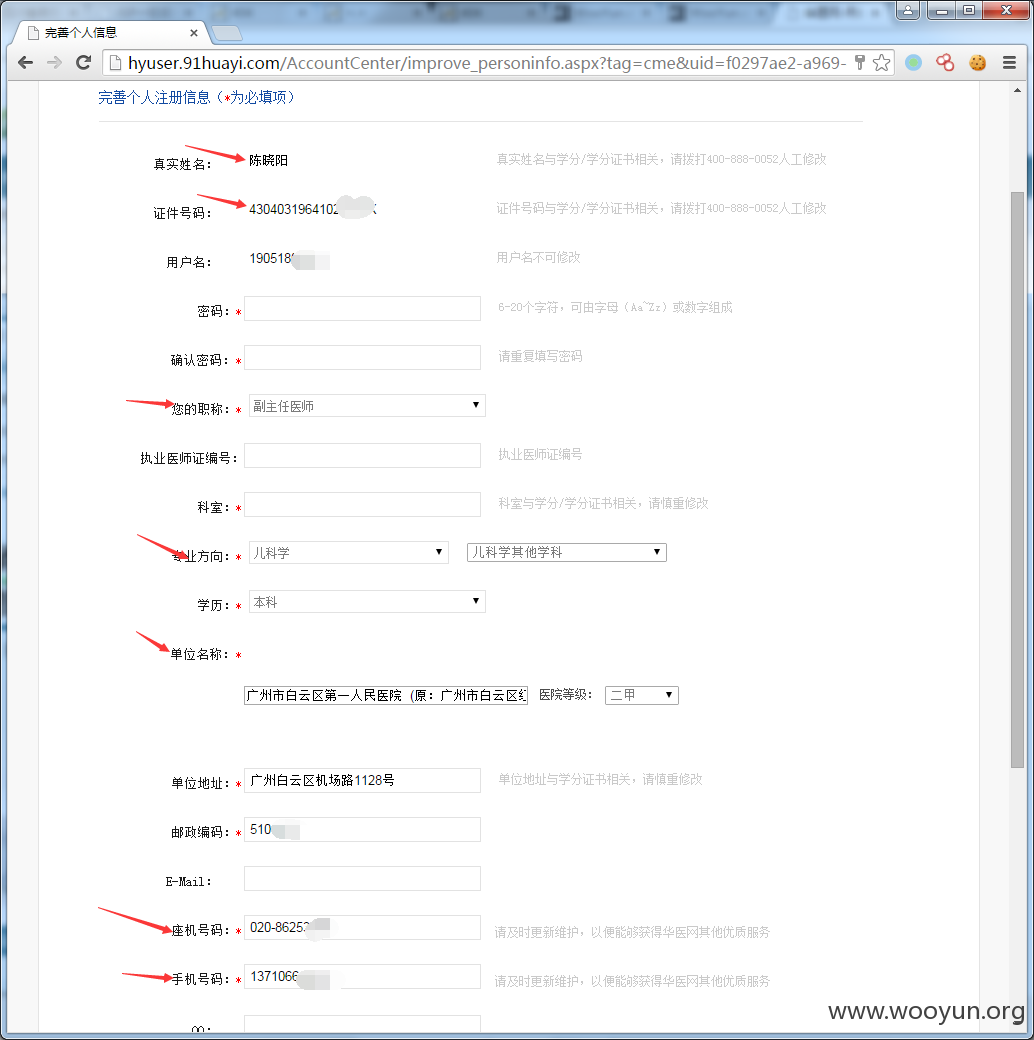 完善个人信息
hyuser.91huayi.com/AccountCenter/improve_personinfo.aspx?tag=cme&uid=f0297ae2-a969-
完善个人注册信息（*为必填项）
真实姓名： 陈晓阳 真实姓名与学分/学分证书相关，请拨打400-888-0052人工修改
证件号码： 4304031964102 证件号码与学分/学分证书相关，请拨打400-888-0052人工修改
用户名： 190518 用户名不可修改
密码：* 6-20个字符，可由字母（Aa~Zz）或数字组成
确认密码：* 请重复填写密码
您的职称：* 副主任医师
执业医师证编号： 执业医师证编号
科室：* 科室与学分/学分证书相关，请慎重修改
专业方向：* 儿科学 儿科学其他学科
学历：* 本科
单位名称：*
广州市白云区第一人民医院（原：广州市白云区红 医院等级： 二甲
单位地址：* 广州白云区机场路1128号 单位地址与学分证书相关，请慎重修改
邮政编码：* 510
E-Mail：
座机号码：* 020-8625 请及时更新维护，以便能够获得华医网其他优质服务
手机号码：* 1371066 请及时更新维护，以便能够获得华医网其他优质服务
QQ：
www.wooyun.org